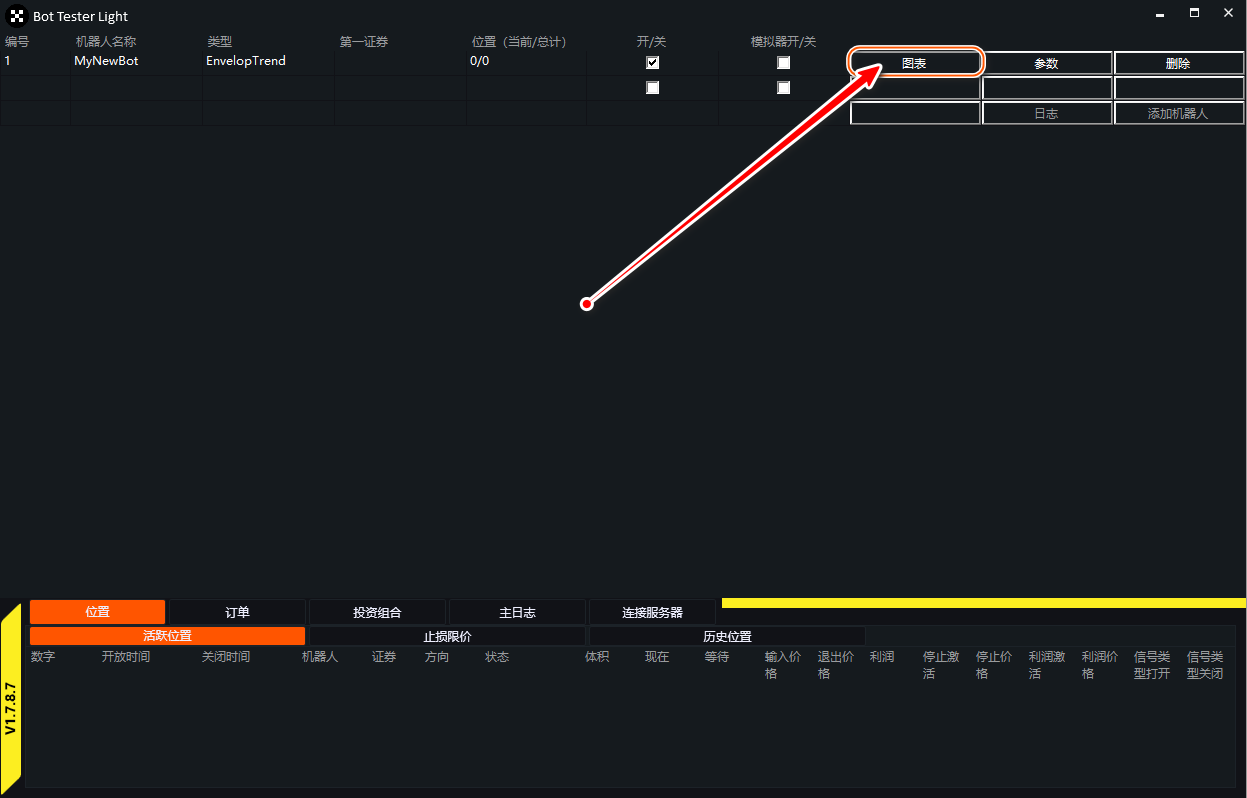 Bot Tester Light
编号 机器人名称 类型 第一证券 位置（当前/总计） 开/关 模拟器开/关
1 MyNewBot EnvelopTrend 0/0 图表 参数 删除
日志 添加机器人
位置 订单 投资组合 主日志 连接服务器
活跃位置 止损限价 历史位置
数字 开放时间 关闭时间 机器人 证券 方向 状态 体积 现在 等待 输入价 退出价 利润 停止激 停止价 利润激 利润价 信号类 信号类
格 格 活 格 活 格 型打开 型关闭
V1.7.8.7